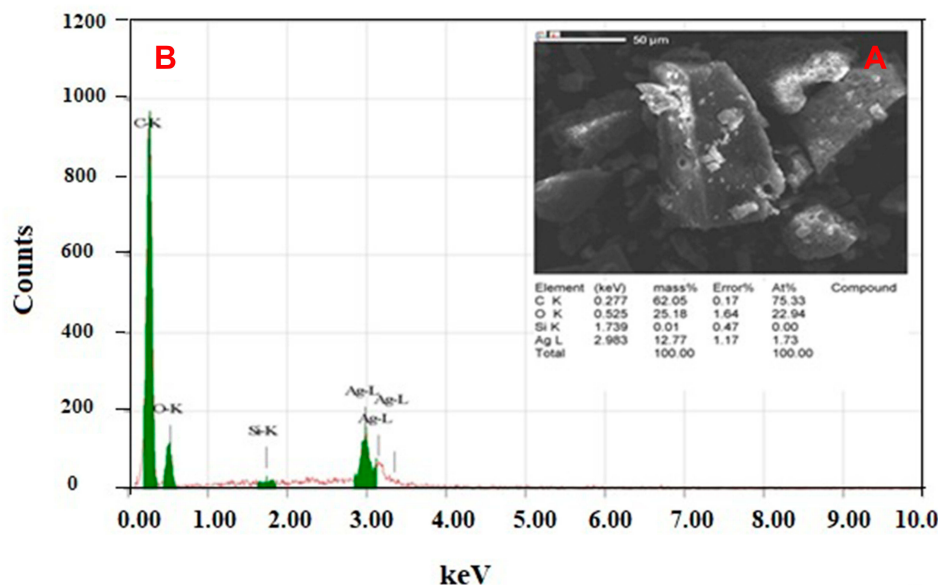 1200
1000
800
600
400
200
0
Counts
B
A
50 µm
C-K
O-K
Si-K
Ag-L
Ag-L
Ag-L
Element (keV) mass% Error% At% Compound
C K 0.277 62.05 0.17 75.33
O K 0.525 25.18 1.64 22.94
Si K 1.739 0.01 0.47 0.00
Ag L 2.983 12.77 1.17 1.73
Total 100.00 100.00
0.00 1.00 2.00 3.00 4.00 5.00 6.00 7.00 8.00 9.00 10.0
keV